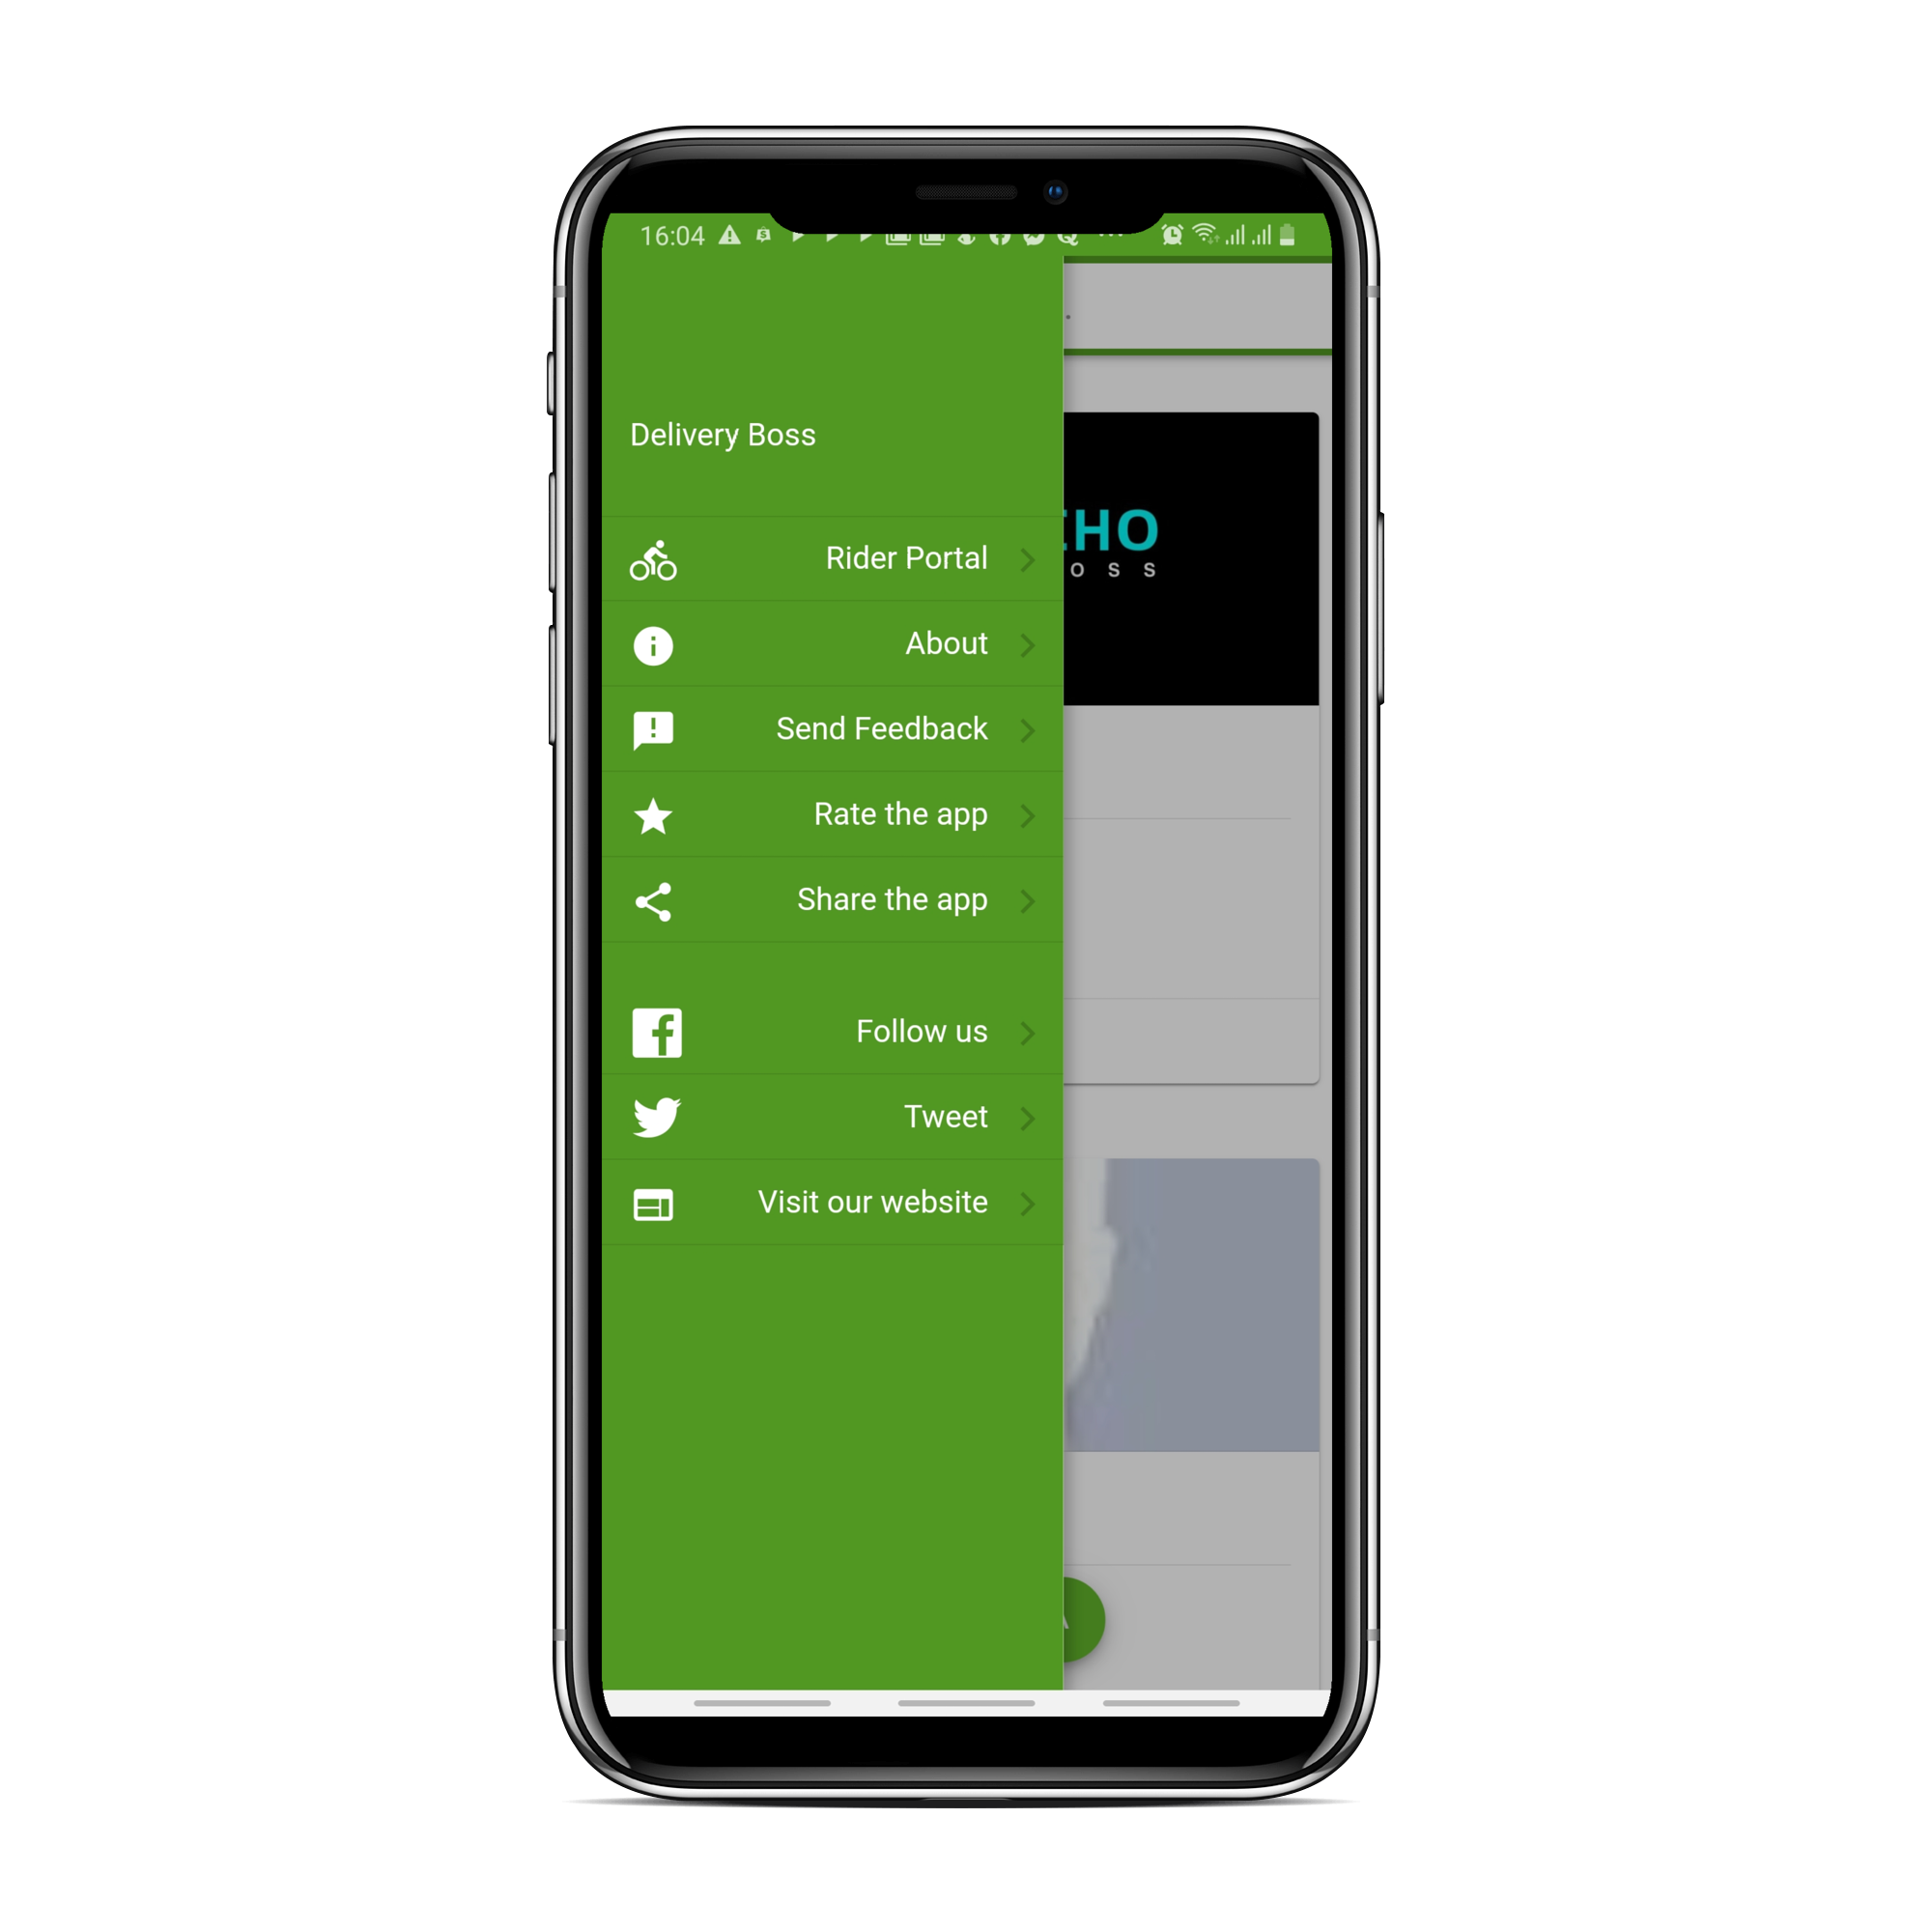 16:04
Delivery Boss
Rider Portal
About
Send Feedback
Rate the app
Share the app
Follow us
Tweet
Visit our website
HO
OSS